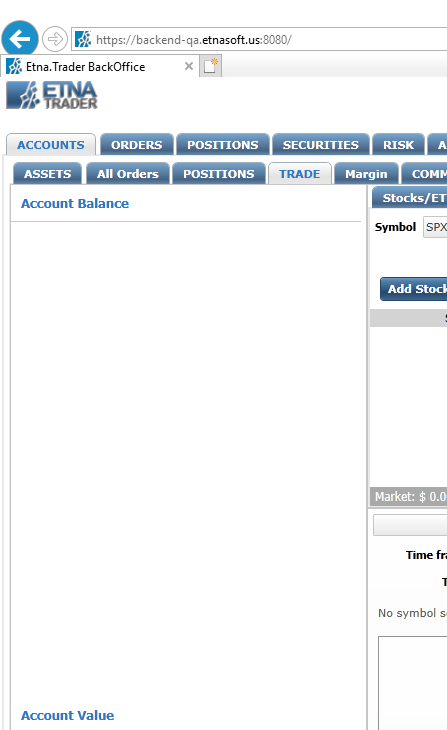 https://backend-qa.etnasoft.us:8080/
Etna.Trader BackOffice
ETNA
TRADER
ACCOUNTS ORDERS POSITIONS SECURITIES RISK A
ASSETS All Orders POSITIONS TRADE Margin COMM
Account Balance
Stocks/ET
Symbol SPX
Add Stock
S
Market: $ 0.0
Time fra
T
No symbol se
Account Value